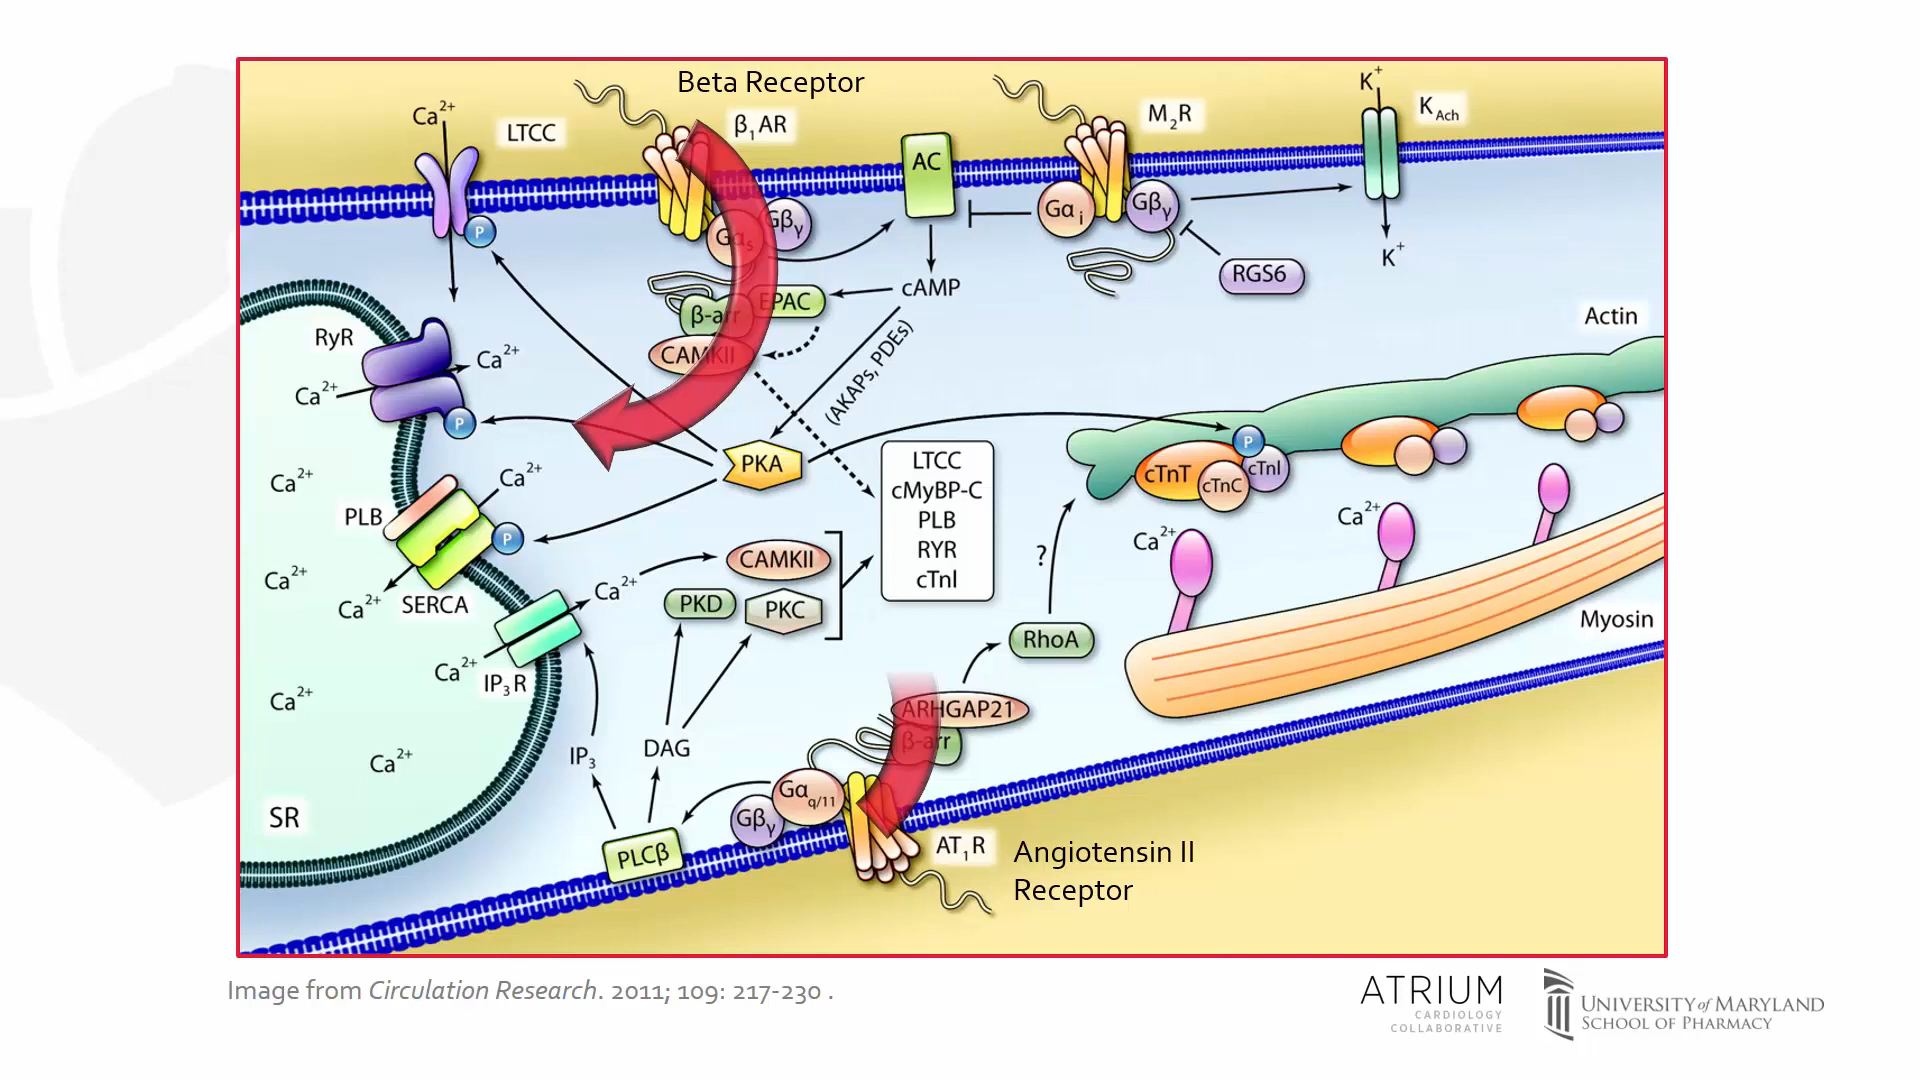 Beta Receptor
Ca2+
LTCC
β1AR
AC
M2R
K+
KAch
P
Gαs
Gβγ
Gαi
Gβγ
K+
RGS6
cAMP
EPAC
β-arr
CAMKII
(AKAPs, PDEs)
Actin
RyR
Ca2+
Ca2+
P
PKA
P
cTnT
cTnC
cTnI
LTCC
cMyBP-C
PLB
RYR
cTnI
Ca2+
Ca2+
PLB
P
SERCA
Ca2+
Ca2+
Ca2+
Ca2+
CAMKII
PKD
PKC
?
RhoA
Ca2+
Ca2+
Myosin
Ca2+
IP3R
Ca2+
Ca2+
SR
IP3
DAG
ARHGAP21
β-arr
Gαq/11
Gβγ
PLCβ
AT1R
Angiotensin II
Receptor
Image from Circulation Research. 2011; 109: 217-230 .
ATRIUM
CARDIOLOGY
COLLABORATIVE
UNIVERSITY of MARYLAND
SCHOOL OF PHARMACY